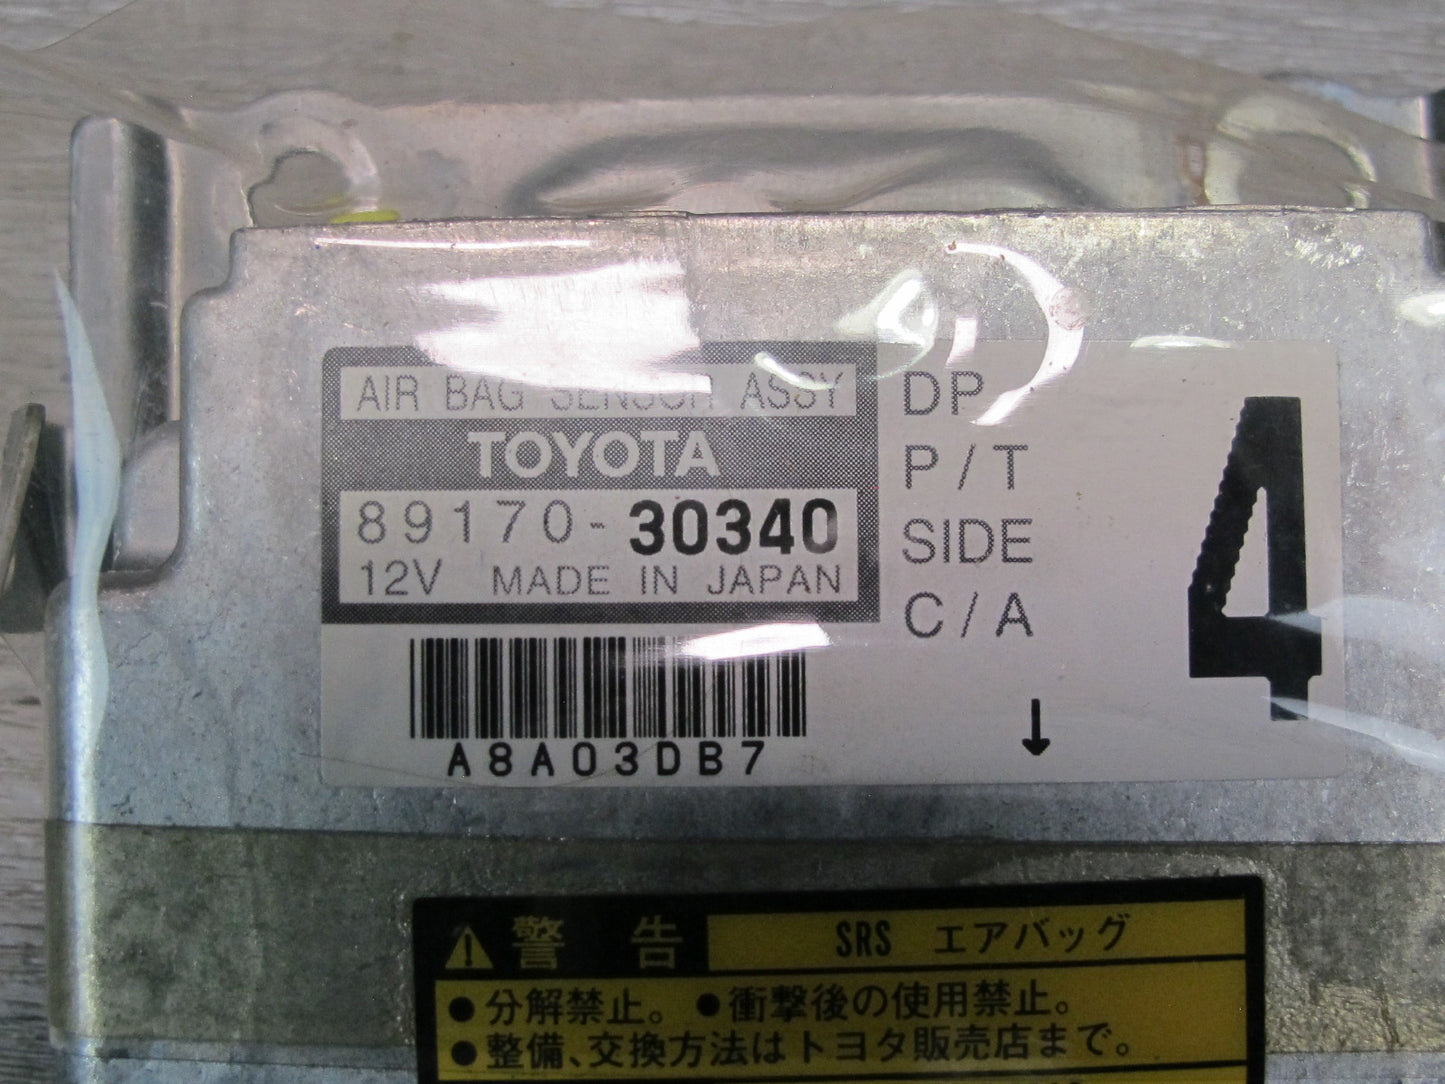 AIR BAG SENSOR ASSY
TOYOTA
89170-30340
12V MADE IN JAPAN
A8A03DB7
DP
P/T
SIDE
C/A
↓
4
警告 SRS エアバッグ
●分解禁止。 ●衝撃後の使用禁止。
●整備、交換方法はトヨタ販売店まで。